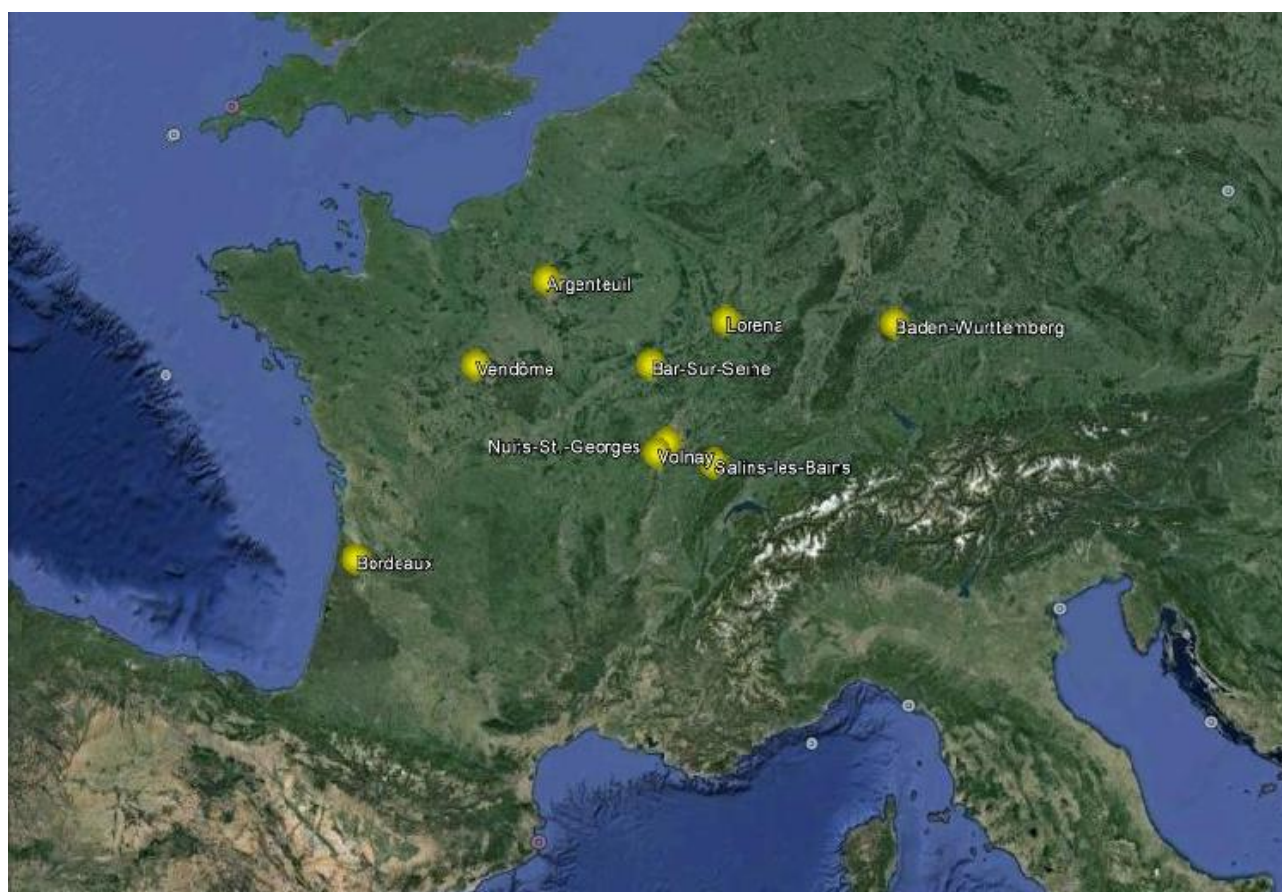 Argenteuil
Lorena
Baden-Wurttemberg
Vendôme
Bar-Sur-Seine
Nuits-St.-Georges
Volnay
Salins-les-Bains
Bordeaux